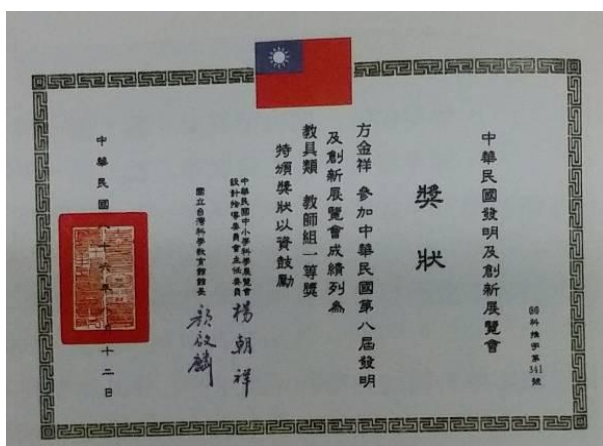 中華民國發明及創新展覽會
獎狀
科推字第341號
方金祥 參加中華民國第八屆發明
及創新展覽會成績列為
教具類 教師組一等獎
特頒獎狀以資鼓勵
中華民國中小學科學展覽會
設計指導委員會主任委員 楊朝祥
國立台灣科學教育館館長
中華民國
十二日